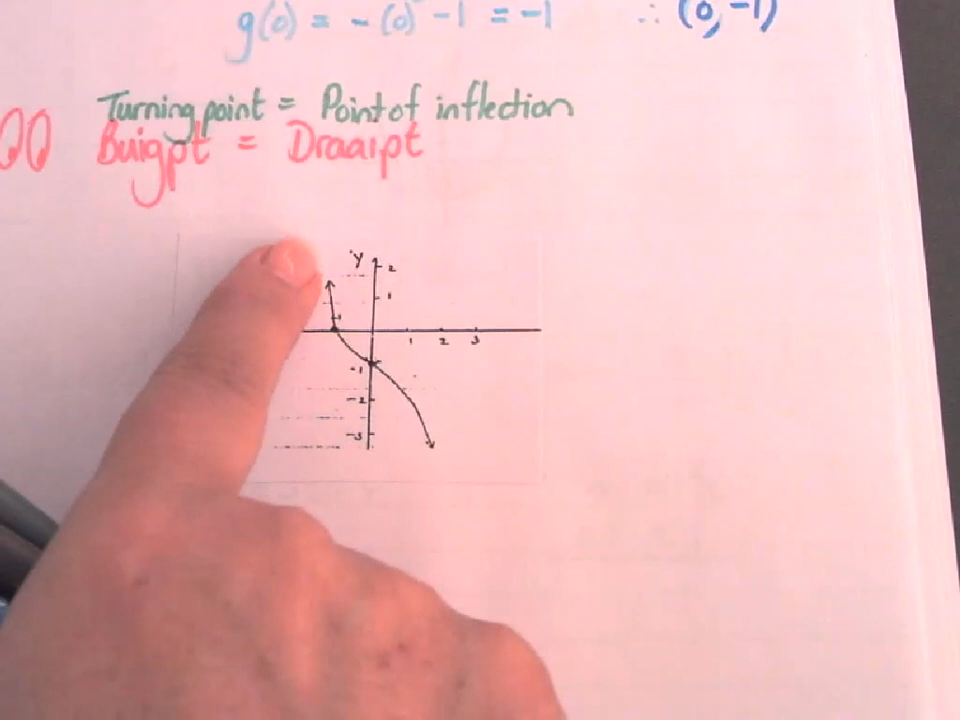 g(0) = -(0) -1 = -1 ∴ (0,-1)
Turning point = Point of inflection
Buigpt = Draaipt
y
2
1
1 2 3
-1
-2
-3